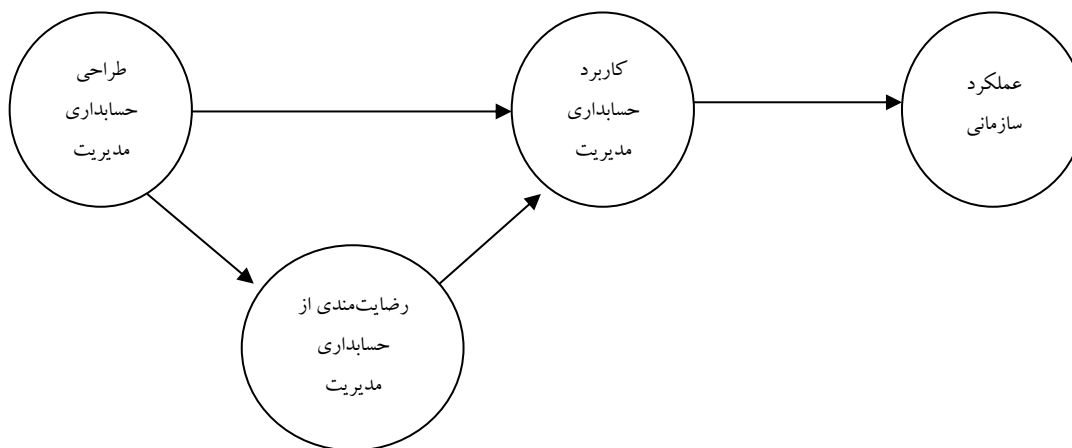 طراحی
حسابداری
مدیریت
کاربرد
حسابداری
مدیریت
عملکرد
سازمانی
رضایت‌مندی از
حسابداری
مدیریت